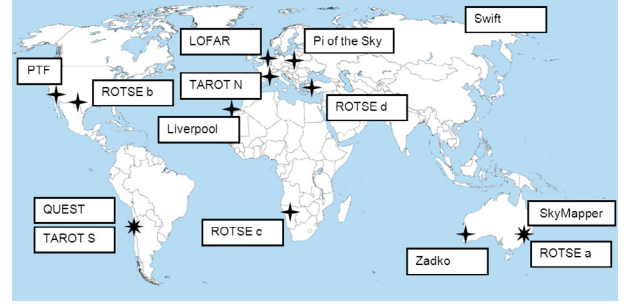 Swift
LOFAR
Pi of the Sky
PTF
ROTSE b
TAROT N
ROTSE d
Liverpool
QUEST
TAROT S
ROTSE c
SkyMapper
Zadko
ROTSE a